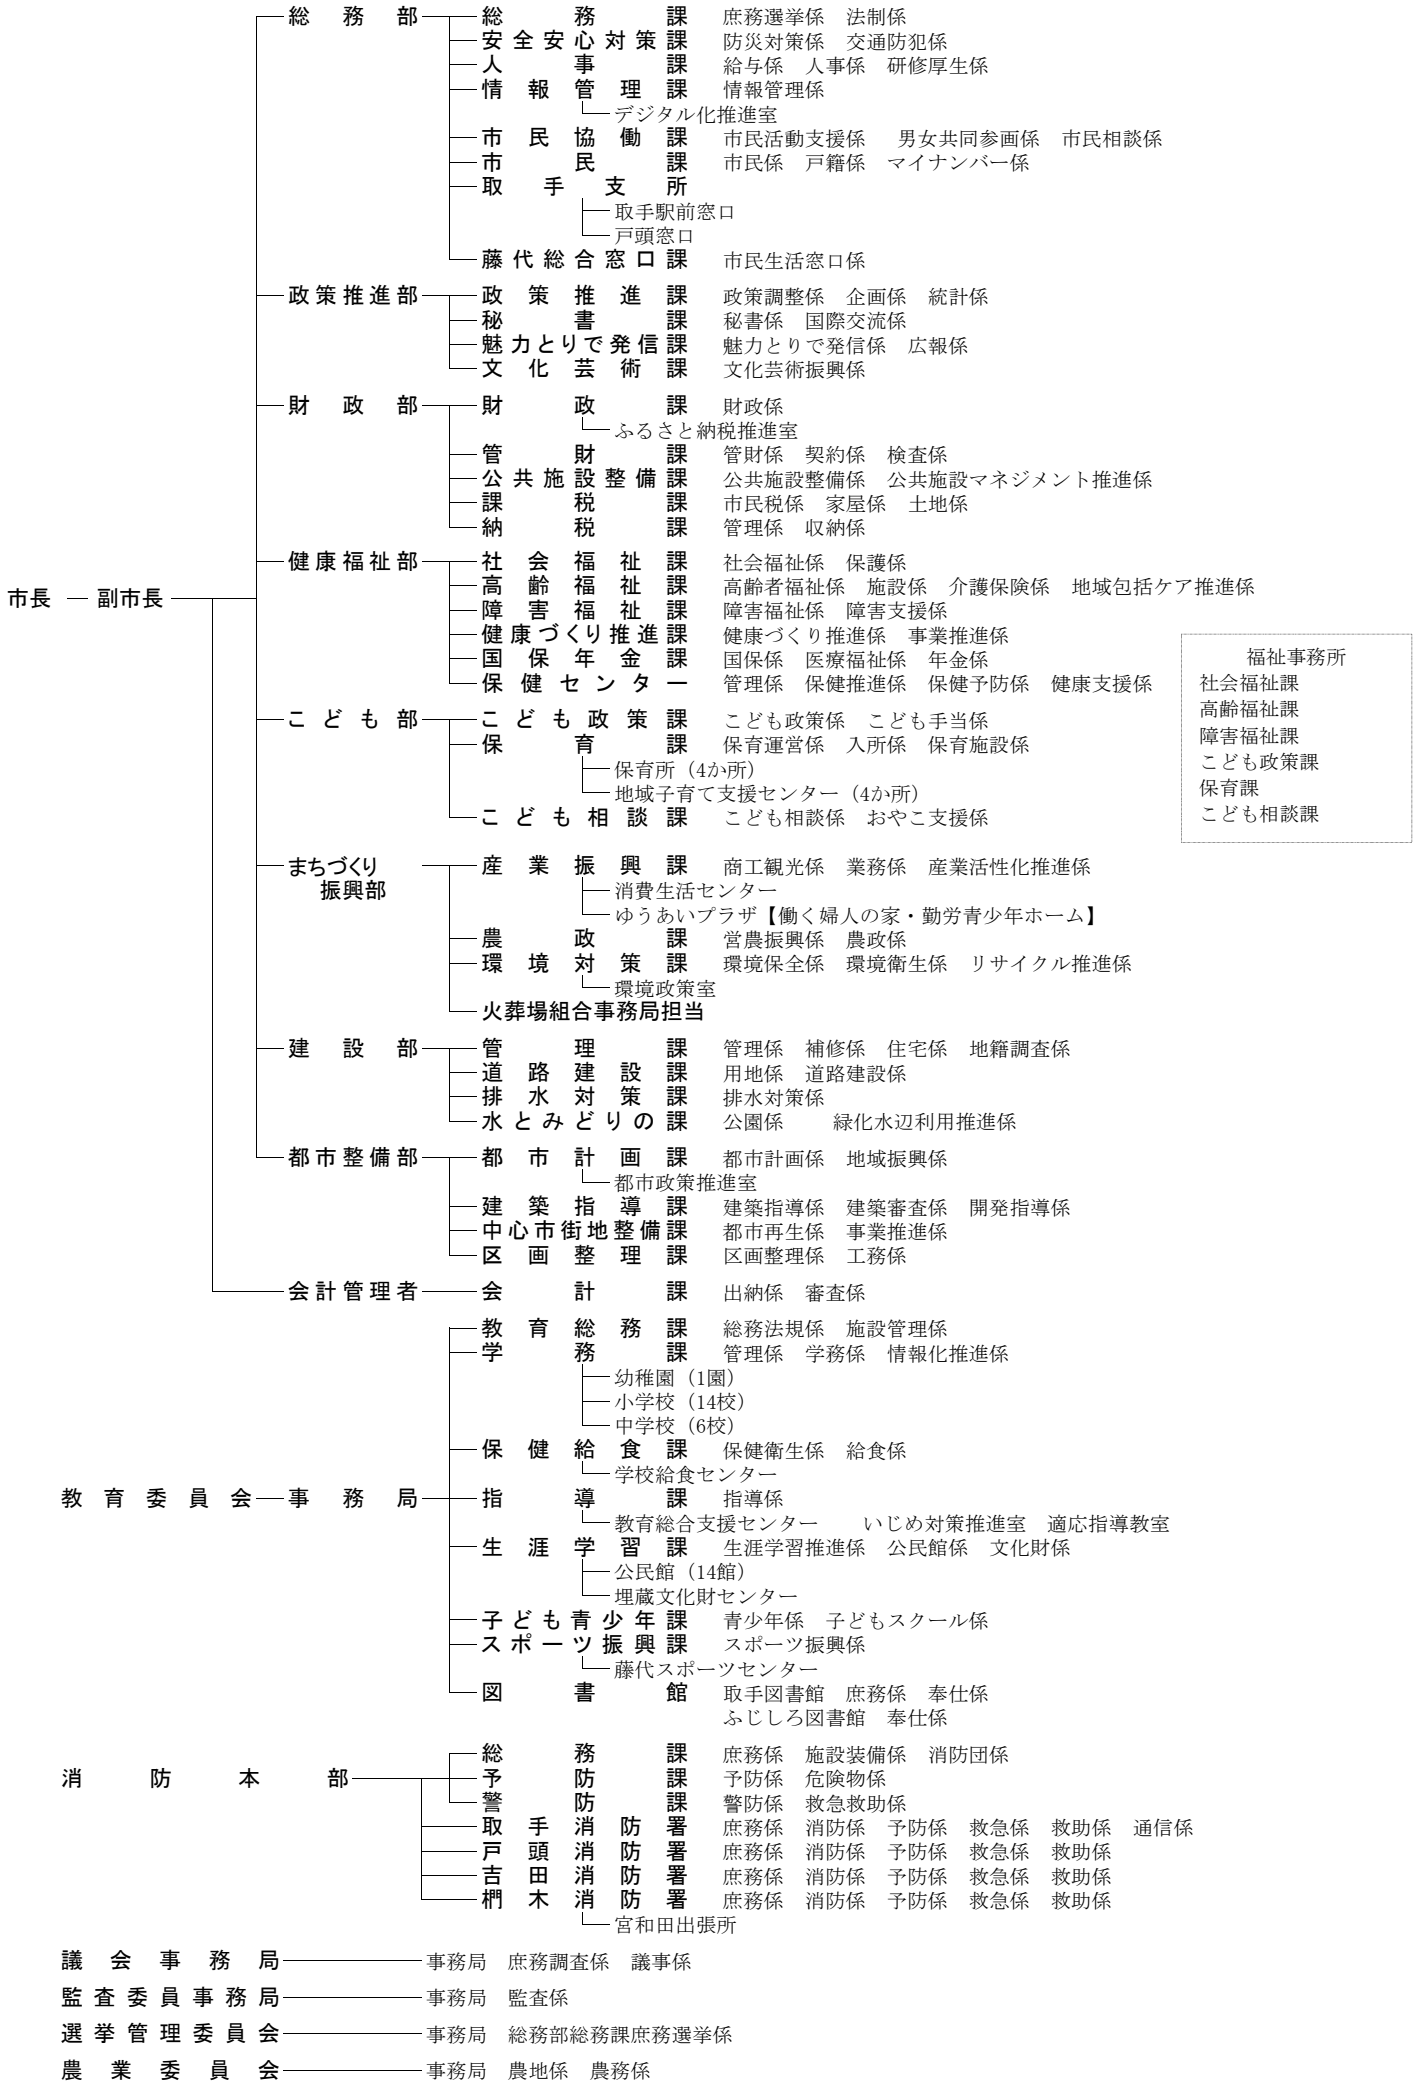 総務部 総務課 庶務選挙係 法制係
安全安心対策課 防災対策係 交通防犯係
人事課 給与係 人事係 研修厚生係
情報管理課 情報管理係
デジタル化推進室
市民協働課 市民活動支援係 男女共同参画係 市民相談係
市民課 市民係 戸籍係 マイナンバー係
取手支所
取手駅前窓口
戸頭窓口
藤代総合窓口課 市民生活窓口係
政策推進部 政策推進課 政策調整係 企画係 統計係
秘書課 秘書係 国際交流係
魅力とりで発信課 魅力とりで発信係 広報係
文化芸術課 文化芸術振興係
財政部 財政課 財政係
ふるさと納税推進室
管財課 管財係 契約係 検査係
公共施設整備課 公共施設整備係 公共施設マネジメント推進係
課税課 市民税係 家屋係 土地係
納税課 管理係 収納係
健康福祉部 社会福祉課 社会福祉係 保護係
高齢福祉課 高齢者福祉係 施設係 介護保険係 地域包括ケア推進係
市長 副市長
障害福祉課 障害福祉係 障害支援係
健康づくり推進課 健康づくり推進係 事業推進係
国保年金課 国保係 医療福祉係 年金係
保健センター 管理係 保健推進係 保健予防係 健康支援係
福祉事務所
社会福祉課
高齢福祉課
障害福祉課
こども政策課
保育課
こども相談課
こども部 こども政策課 こども政策係 こども手当係
保育課 保育運営係 入所係 保育施設係
保育所(4か所)
地域子育て支援センター(4か所)
こども相談課 こども相談係 おやこ支援係
まちづくり 産業振興課 商工観光係 業務係 産業活性化推進係
振興部 消費生活センター
ゆうあいプラザ【働く婦人の家・勤労青少年ホーム】
農政課 営農振興係 農政係
環境対策課 環境保全係 環境衛生係 リサイクル推進係
環境政策室
火葬場組合事務局担当
建設部 管理課 管理係 補修係 住宅係 地籍調査係
道路建設課 用地係 道路建設係
排水対策課 排水対策係
水とみどりの課 公園係 緑化水辺利用推進係
都市整備部 都市計画課 都市計画係 地域振興係
都市政策推進室
建築指導課 建築指導係 建築審査係 開発指導係
中心市街地整備課 都市再生係 事業推進係
区画整理課 区画整理係 工務係
会計管理者 会計課 出納係 審査係
教育総務課 総務法規係 施設管理係
学務課 管理係 学務係 情報化推進係
幼稚園(1園)
小学校(14校)
中学校(6校)
保健給食課 保健衛生係 給食係
学校給食センター
教育委員会 事務局 指導課 指導係
教育総合支援センター いじめ対策推進室 適応指導教室
生涯学習課 生涯学習推進係 公民館係 文化財係
公民館(14館)
埋蔵文化財センター
子ども青少年課 青少年係 子どもスクール係
スポーツ振興課 スポーツ振興係
藤代スポーツセンター
図書館 取手図書館 庶務係 奉仕係
ふじしろ図書館 奉仕係
総務課 庶務係 施設装備係 消防団係
消防本部 予防課 予防係 危険物係
警防課 警防係 救急救助係
取手消防署 庶務係 消防係 予防係 救急係 救助係 通信係
戸頭消防署 庶務係 消防係 予防係 救急係 救助係
吉田消防署 庶務係 消防係 予防係 救急係 救助係
椚木消防署 庶務係 消防係 予防係 救急係 救助係
宮和田出張所
議会事務局 事務局 庶務調査係 議事係
監査委員事務局 事務局 監査係
選挙管理委員会 事務局 総務部総務課庶務選挙係
農業委員会 事務局 農地係 農務係